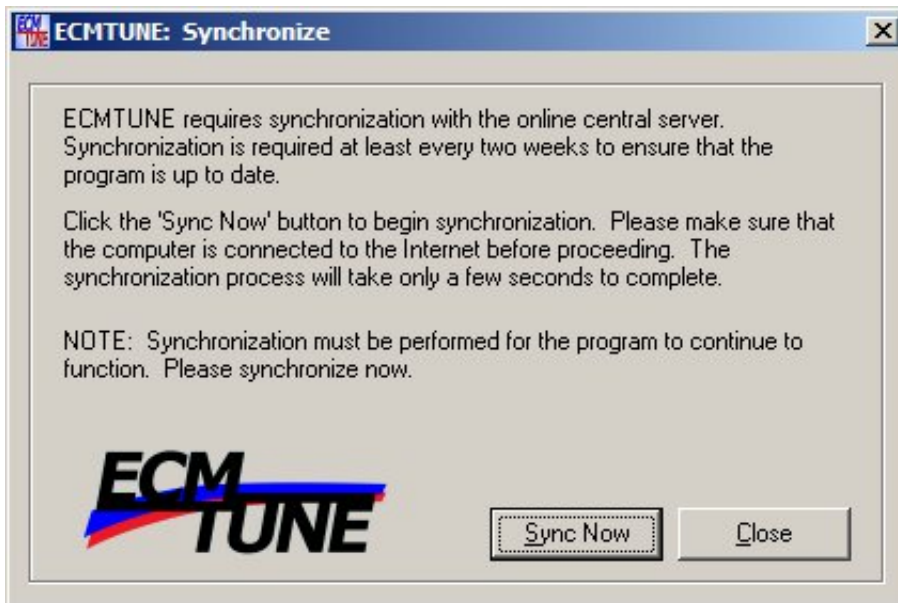 ECM
TUNE
ECMTUNE: Synchronize
ECMTUNE requires synchronization with the online central server.
Synchronization is required at least every two weeks to ensure that the
program is up to date.
Click the 'Sync Now' button to begin synchronization. Please make sure that
the computer is connected to the Internet before proceeding. The
synchronization process will take only a few seconds to complete.
NOTE: Synchronization must be performed for the program to continue to
function. Please synchronize now.
ECM
TUNE
Sync Now
Close